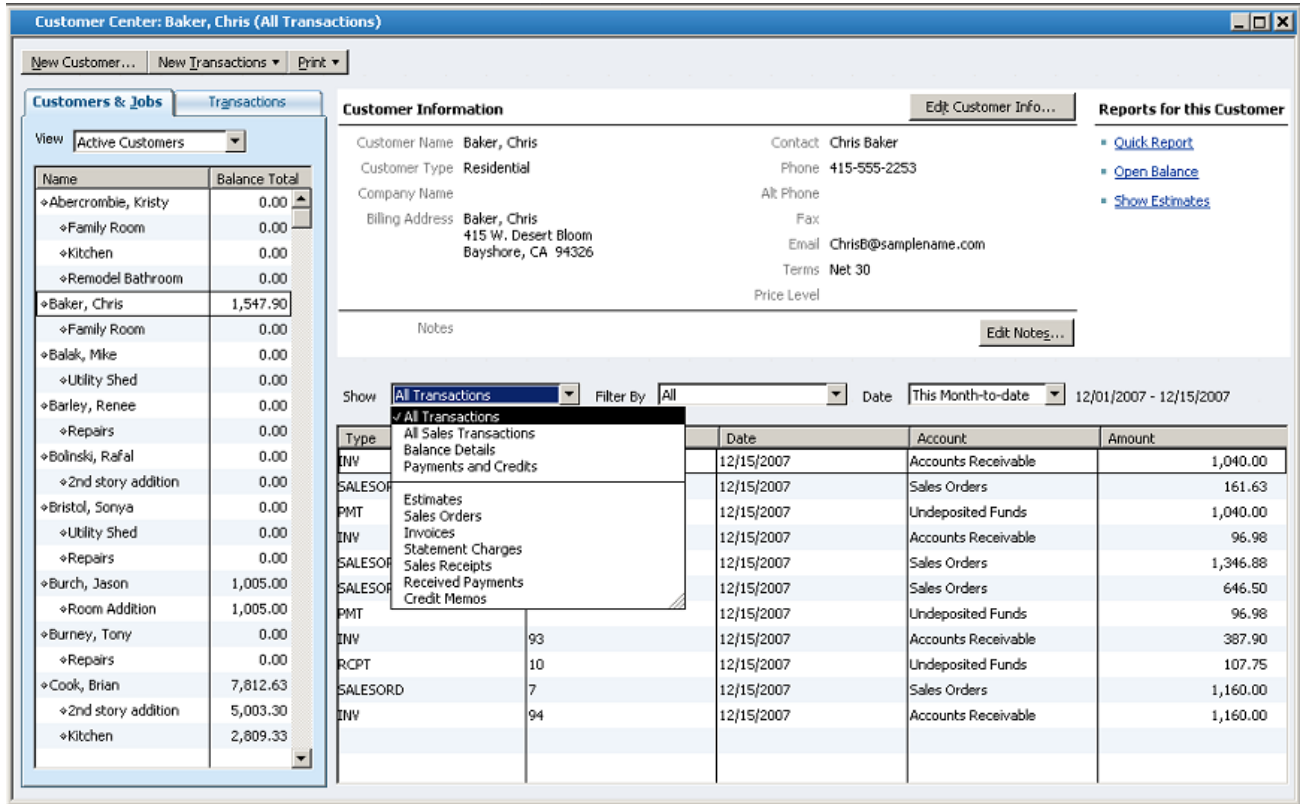 Customer Center: Baker, Chris (All Transactions)
New Customer... New Transactions Print
Customers & Jobs Transactions
View Active Customers
Name Balance Total
Abercrombie, Kristy 0.00
Family Room 0.00
Kitchen 0.00
Remodel Bathroom 0.00
Baker, Chris 1,547.90
Family Room 0.00
Balak, Mike 0.00
Utility Shed 0.00
Barley, Renee 0.00
Repairs 0.00
Bolinski, Rafal 0.00
2nd story addition 0.00
Bristol, Sonya 0.00
Utility Shed 0.00
Repairs 0.00
Burch, Jason 1,005.00
Room Addition 1,005.00
Burney, Tony 0.00
Repairs 0.00
Cook, Brian 7,812.63
2nd story addition 5,003.30
Kitchen 2,809.33
Customer Information Edit Customer Info...
Customer Name Baker, Chris Contact Chris Baker
Customer Type Residential Phone 415-555-2253
Company Name Alt Phone
Billing Address Baker, Chris Fax
415 W. Desert Bloom
Bayshore, CA 94326 Email ChrisB@samplename.com
Terms Net 30
Price Level
Notes Edit Notes...
Reports for this Customer
Quick Report
Open Balance
Show Estimates
Show All Transactions Filter By All Date This Month-to-date 12/01/2007 - 12/15/2007
All Transactions
All Sales Transactions
Balance Details
Payments and Credits
Estimates
Sales Orders
Invoices
Statement Charges
Sales Receipts
Received Payments
Credit Memos
Type Date Account Amount
INV 12/15/2007 Accounts Receivable 1,040.00
SALESOR 12/15/2007 Sales Orders 161.63
PMT 12/15/2007 Undeposited Funds 1,040.00
INV 12/15/2007 Accounts Receivable 96.98
SALESOR 12/15/2007 Sales Orders 1,346.88
SALESOR 12/15/2007 Sales Orders 646.50
PMT 12/15/2007 Undeposited Funds 96.98
INV 93 12/15/2007 Accounts Receivable 387.90
RCPT 10 12/15/2007 Undeposited Funds 107.75
SALESORD 7 12/15/2007 Sales Orders 1,160.00
INV 94 12/15/2007 Accounts Receivable 1,160.00